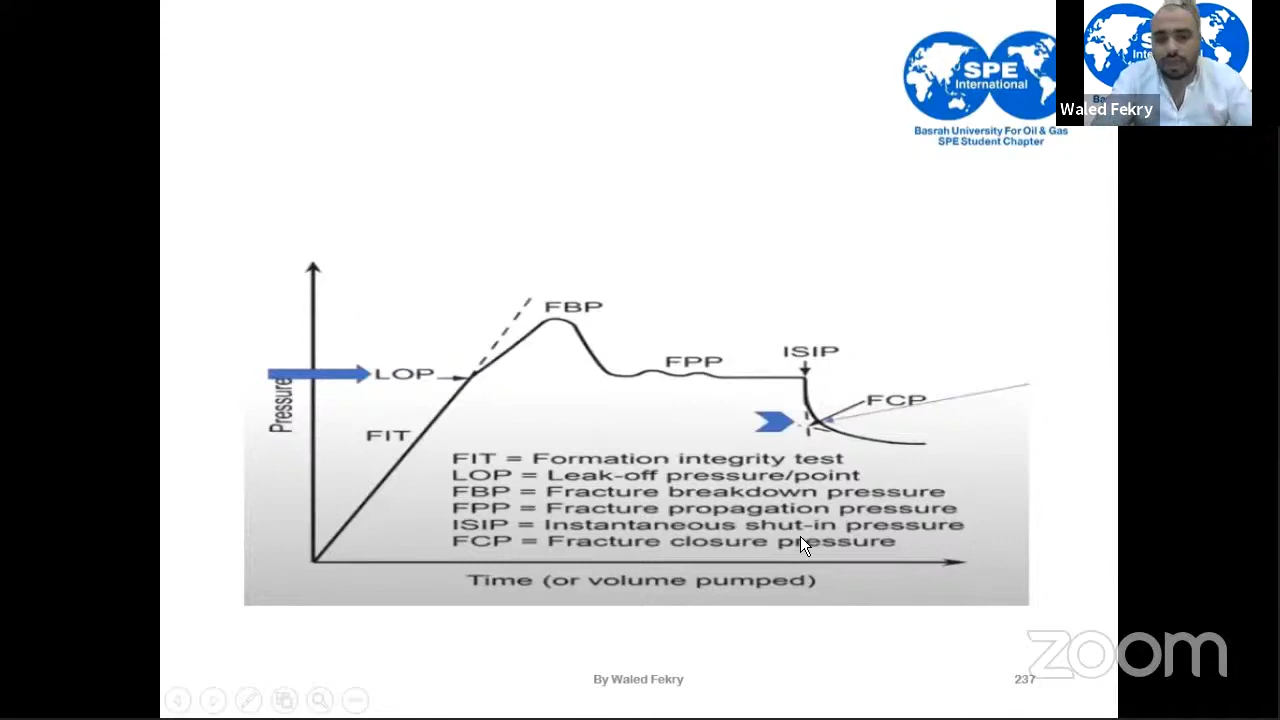 SPE
International
Basrah University For Oil & Gas
SPE Student Chapter
Waled Fekry
FBP
ISIP
FPP
LOP
FCP
Pressure
FIT
FIT = Formation integrity test
LOP = Leak-off pressure/point
FBP = Fracture breakdown pressure
FPP = Fracture propagation pressure
ISIP = Instantaneous shut-in pressure
FCP = Fracture closure pressure
Time (or volume pumped)
zoom
By Waled Fekry
237